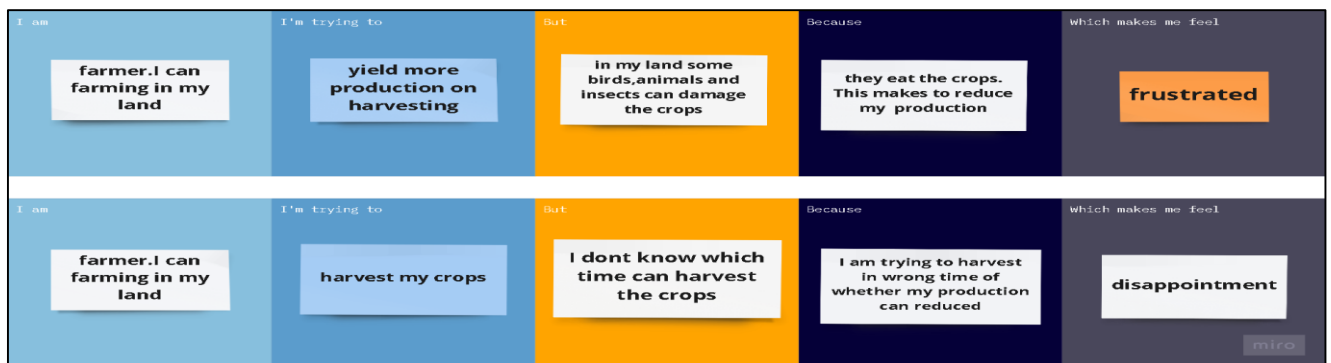 I am
farmer.I can
farming in my
land
I'm trying to
yield more
production on
harvesting
But
in my land some
birds,animals and
insects can damage
the crops
Because
they eat the crops.
This makes to reduce
my production
Which makes me feel
frustrated
I am
farmer.I can
farming in my
land
I'm trying to
harvest my crops
But
I dont know which
time can harvest
the crops
Because
I am trying to harvest
in wrong time of
whether my production
can reduced
Which makes me feel
disappointment
miro